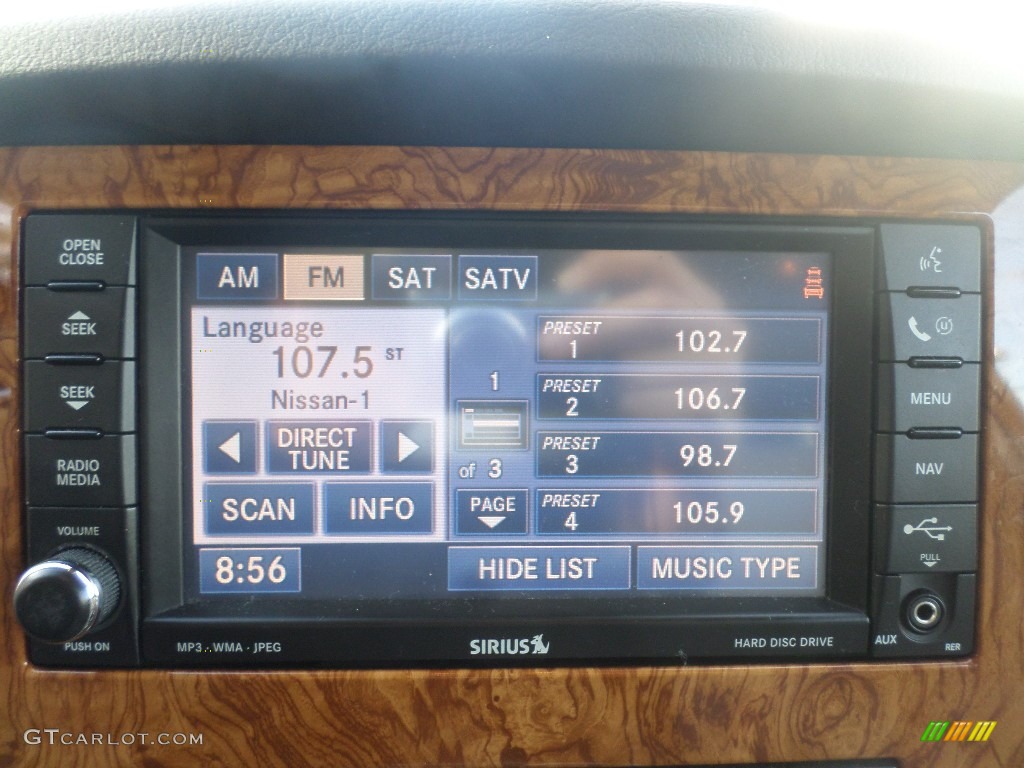 OPEN
CLOSE
SEEK
SEEK
RADIO
MEDIA
VOLUME
PUSH ON
AM FM SAT SATV
Language
107.5 ST
Nissan-1
DIRECT
TUNE
SCAN INFO
8:56
1
of 3
PAGE
PRESET
1 102.7
PRESET
2 106.7
PRESET
3 98.7
PRESET
4 105.9
HIDE LIST MUSIC TYPE
MP3 · WMA · JPEG
SIRIUS
HARD DISC DRIVE
MENU
NAV
PULL
AUX
RER
GTCARLOT.COM